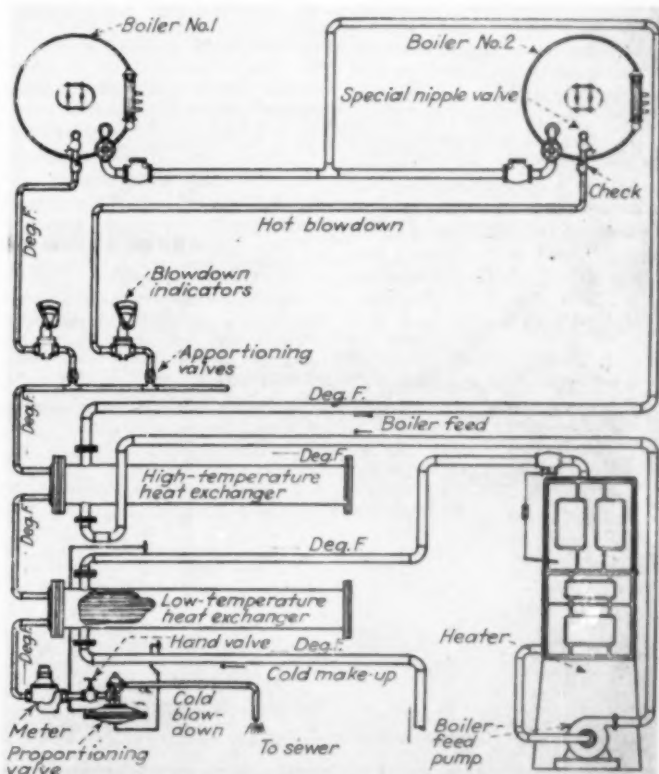 Boiler No.1
Boiler No.2
Special nipple valve
Check
Deg. F.
Hot blowdown
Blowdown
indicators
Apportioning
valves
Deg. F.
Deg. F.
Boiler feed
Deg. F.
High-temperature
heat exchanger
Deg. F.
Deg. F.
Low-temperature
heat exchanger
Deg. F.
Hand valve
Deg. F.
Heater
Cold make-up
Cold
blow-
down
Meter
To sewer
Proportioning
valve
Boiler
feed
pump